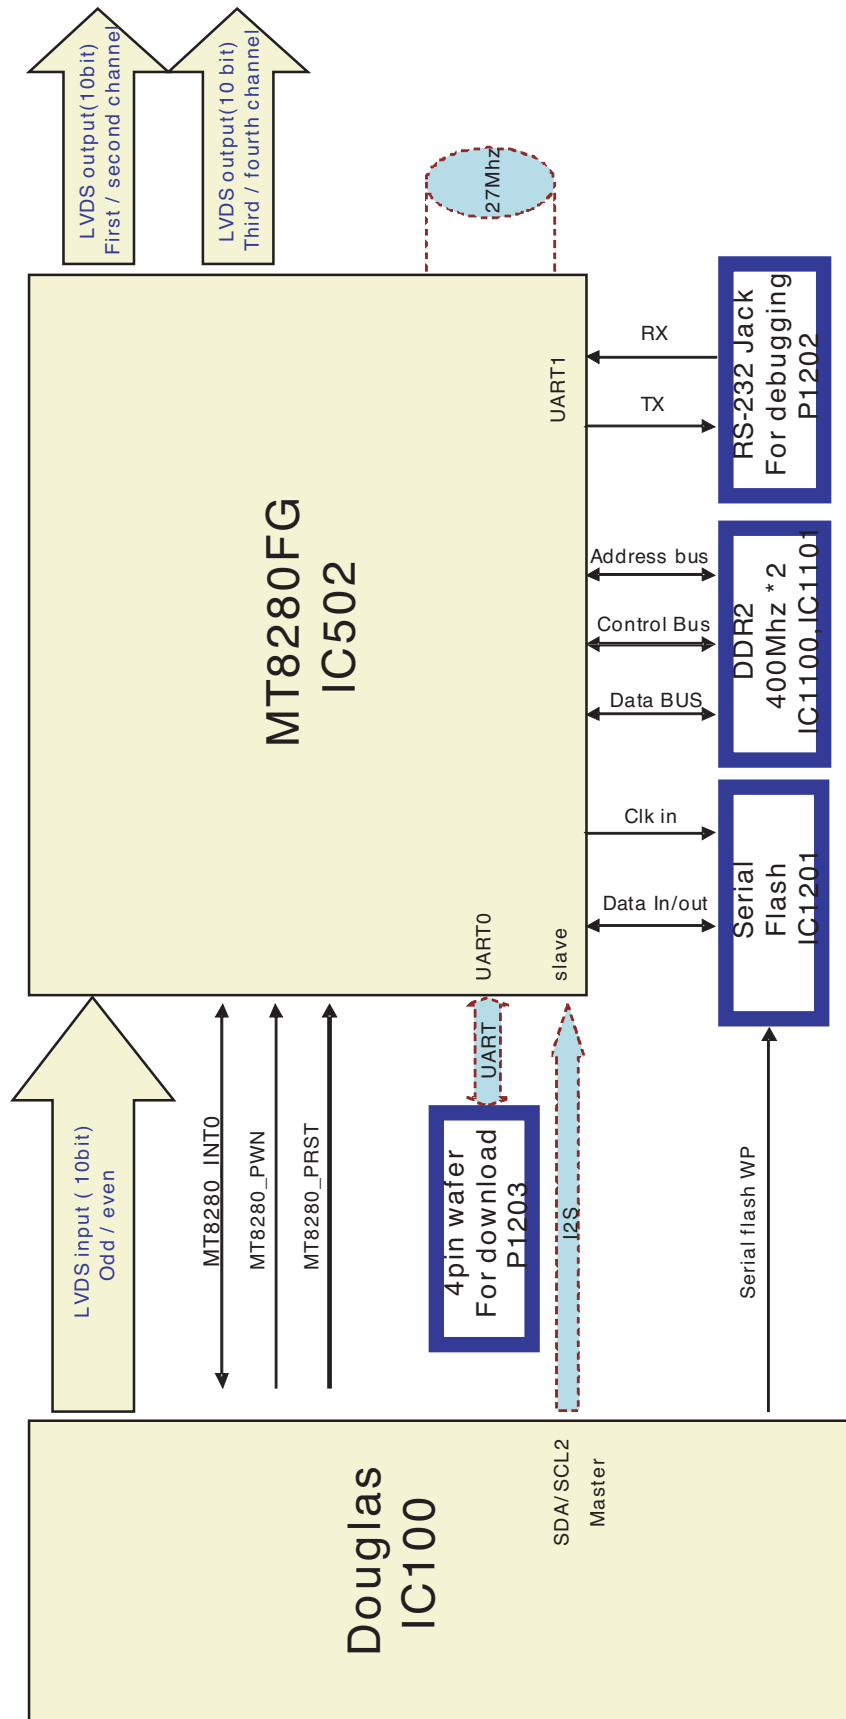 LVDS output(10bit)
First / second channel
LVDS output(10 bit)
Third / fourth channel
27Mhz
MT8280FG
IC502
UART1
RX
TX
RS-232 Jack
For debugging
P1202
Address bus
Control Bus
Data BUS
DDR2
400Mhz *2
IC1100,IC1101
Clk in
Data In/out
Serial
Flash
IC1201
UART0
slave
LVDS input ( 10bit)
Odd / even
MT8280_INT0
MT8280_PWN
MT8280_PRST
UART
4pin wafer
For download
P1203
I2S
Serial flash WP
Douglas
IC100
SDA/SCL2
Master